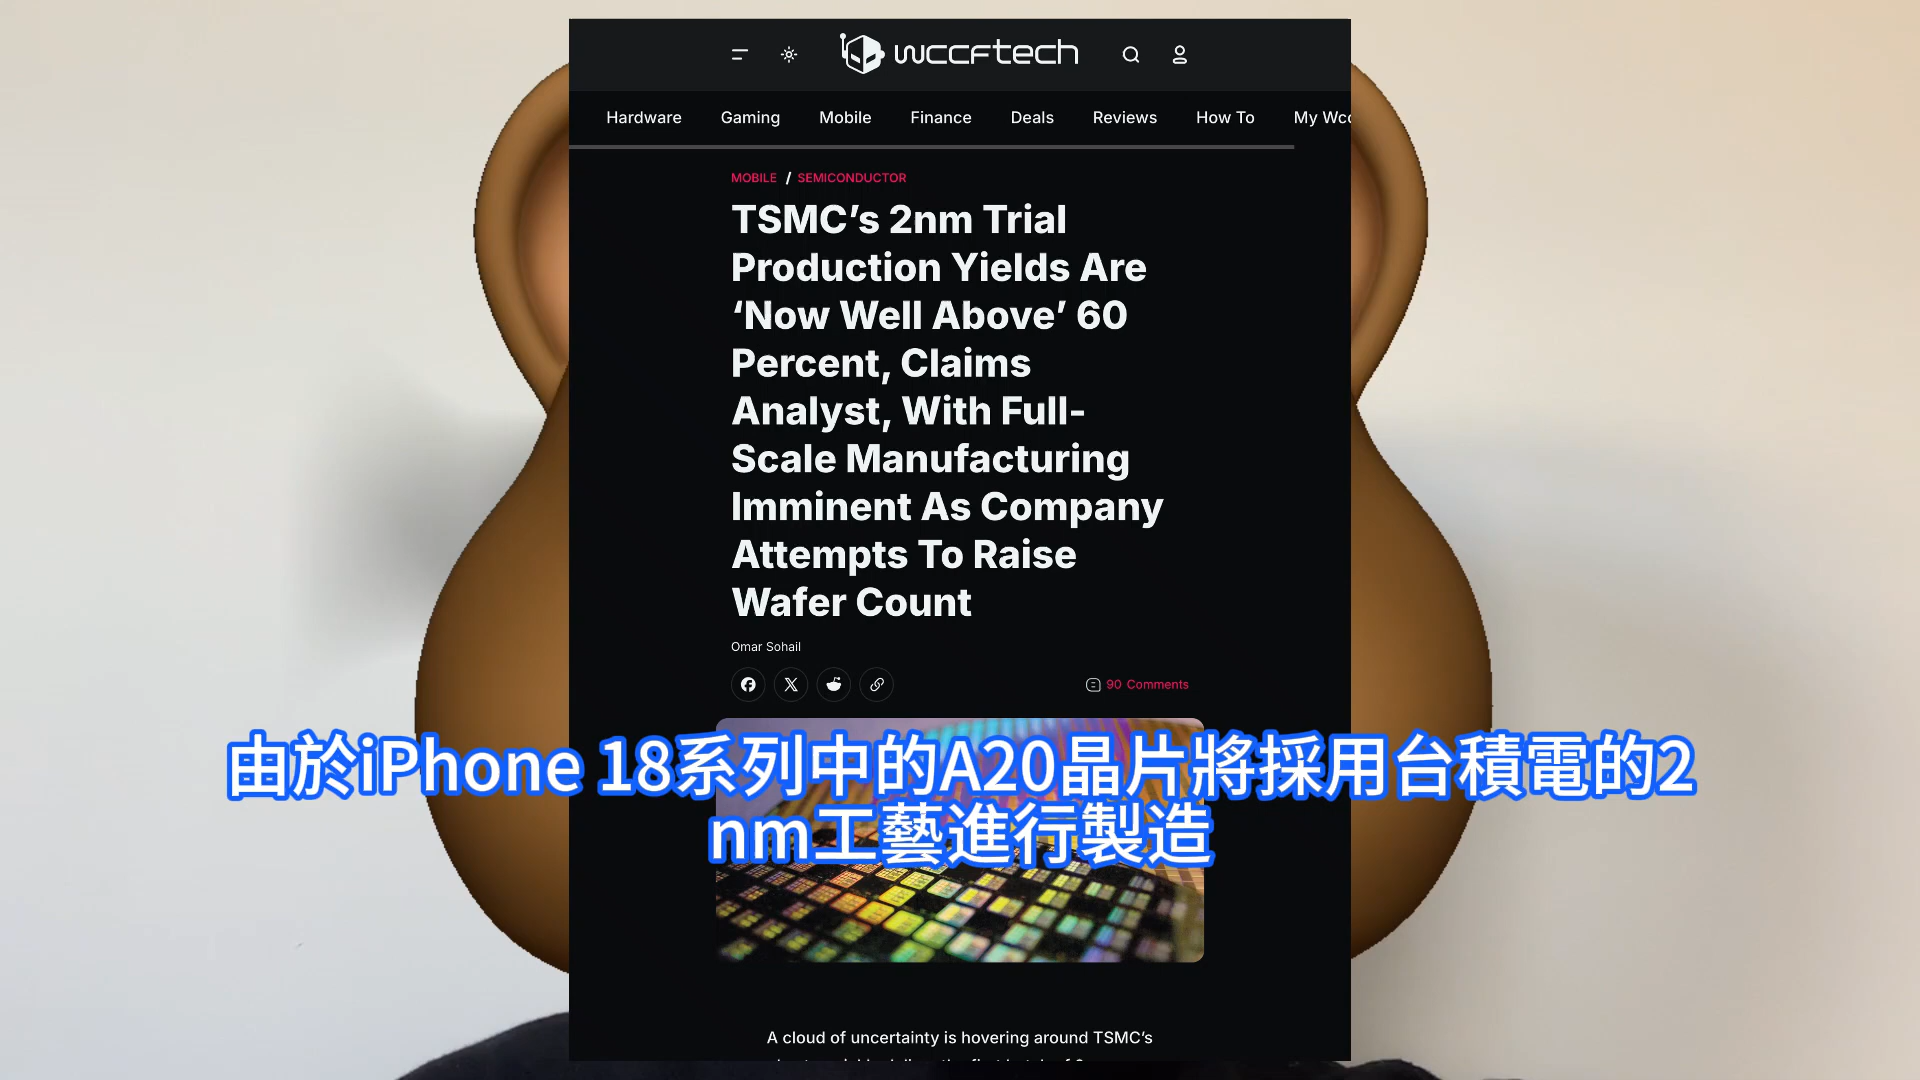 wccftech
Hardware Gaming Mobile Finance Deals Reviews How To My Wcc
MOBILE / SEMICONDUCTOR
TSMC’s 2nm Trial
Production Yields Are
‘Now Well Above’ 60
Percent, Claims
Analyst, With Full-
Scale Manufacturing
Imminent As Company
Attempts To Raise
Wafer Count
Omar Sohail
90 Comments
由於iPhone 18系列中的A20晶片將採用台積電的2
nm工藝進行製造
A cloud of uncertainty is hovering around TSMC’s